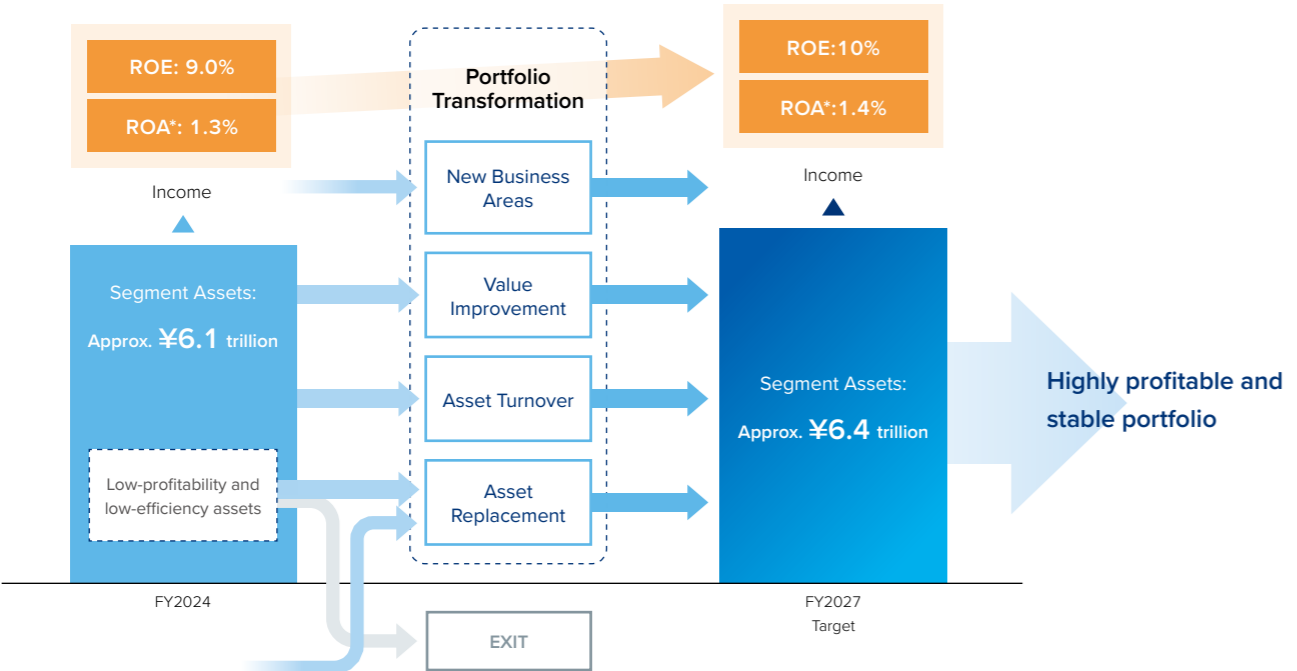 ROE: 9.0%
ROA*: 1.3%
Income
Segment Assets:
Approx. ¥6.1 trillion
Low-profitability and
low-efficiency assets
FY2024
Portfolio
Transformation
New Business
Areas
Value
Improvement
Asset Turnover
Asset
Replacement
EXIT
ROE:10%
ROA*:1.4%
Income
Segment Assets:
Approx. ¥6.4 trillion
FY2027
Target
Highly profitable and
stable portfolio